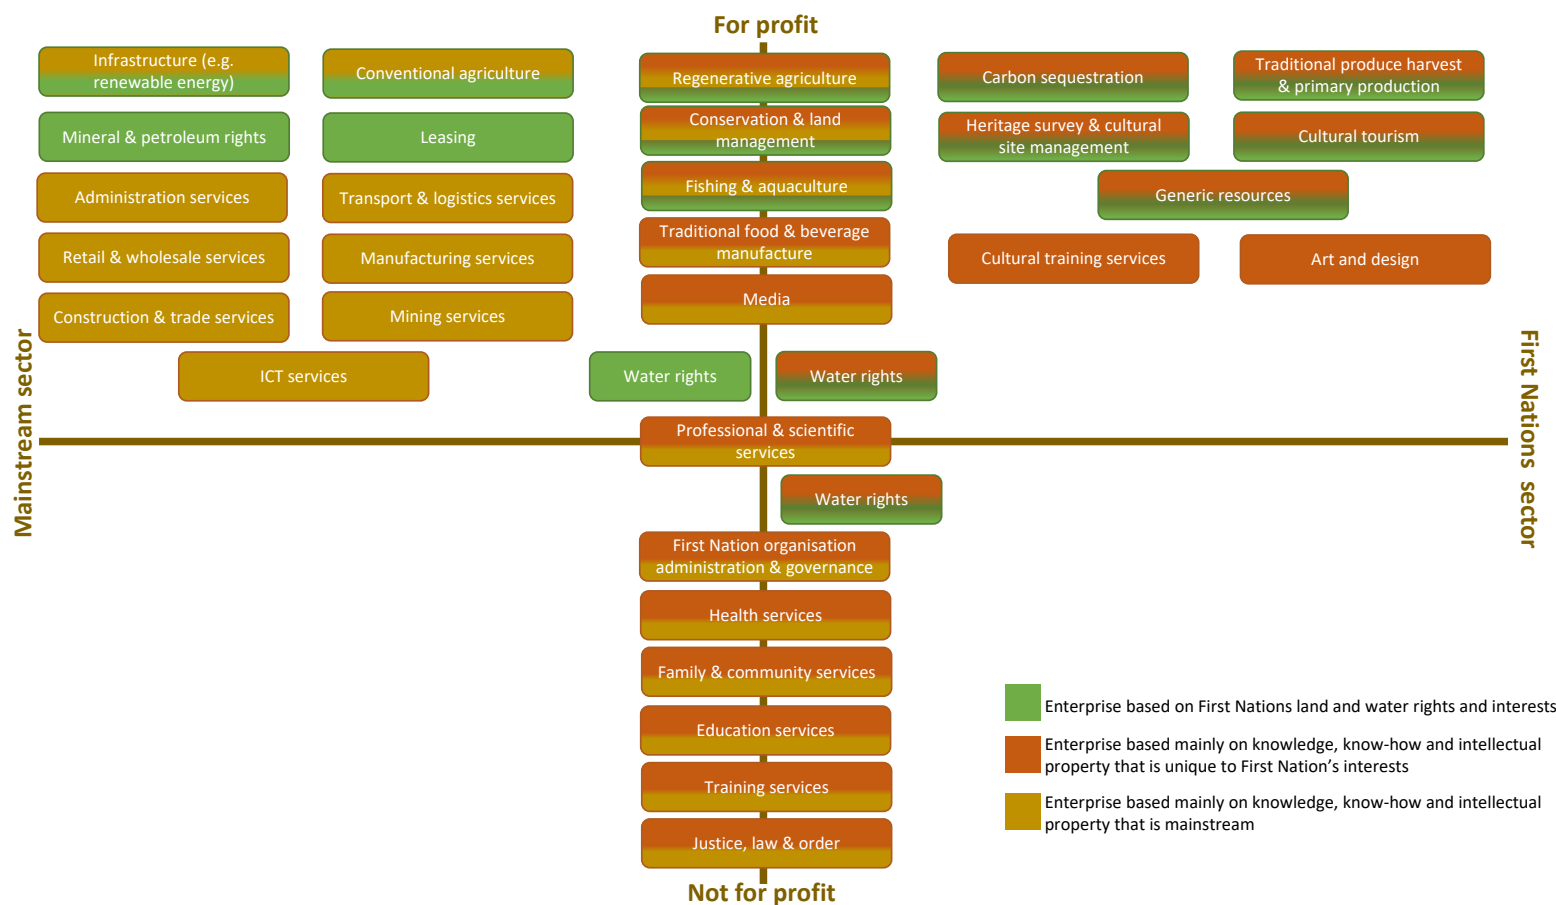 For profit
Infrastructure (e.g.
renewable energy)
Conventional agriculture
Regenerative agriculture
Carbon sequestration
Traditional produce harvest
& primary production
Mineral & petroleum rights
Leasing
Conservation & land
management
Heritage survey & cultural
site management
Cultural tourism
Administration services
Transport & logistics services
Fishing & aquaculture
Generic resources
Retail & wholesale services
Manufacturing services
Traditional food & beverage
manufacture
Cultural training services
Art and design
Construction & trade services
Mining services
Media
ICT services
Water rights
Water rights
Mainstream sector
First Nations sector
Professional & scientific
services
Water rights
First Nation organisation
administration & governance
Health services
Family & community services
Education services
Training services
Justice, law & order
Not for profit
Enterprise based on First Nations land and water rights and interests
Enterprise based mainly on knowledge, know-how and intellectual
property that is unique to First Nation’s interests
Enterprise based mainly on knowledge, know-how and intellectual
property that is mainstream